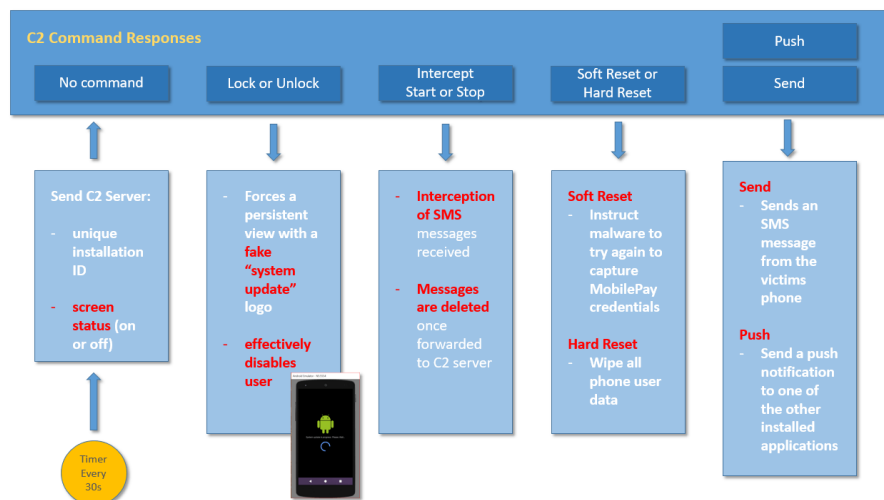 C2 Command Responses
Push
No command
Lock or Unlock
Intercept
Start or Stop
Soft Reset or
Hard Reset
Send
Send C2 Server:
- unique
installation
ID
- screen
status (on
or off)
Timer
Every
30s
- Forces a
persistent
view with a
fake
“system
update”
logo
- effectively
disables
user
- Interception
of SMS
messages
received
- Messages
are deleted
once
forwarded
to C2 server
Soft Reset
- Instruct
malware to
try again to
capture
MobilePay
credentials
Hard Reset
- Wipe all
phone user
data
Send
- Sends an
SMS
message
from the
victims
phone
Push
- Send a push
notification
to one of
the other
installed
applications